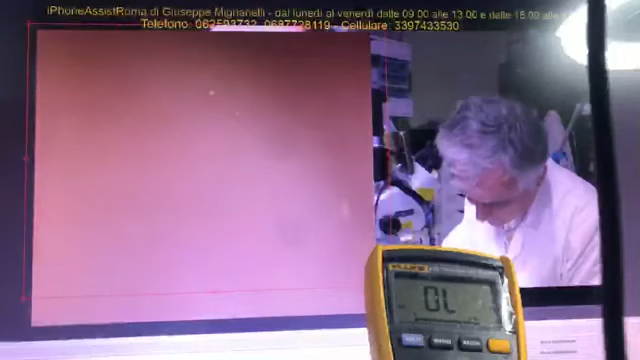 iPhoneAssistRoma di Giuseppe Mignanelli - dal lunedì al venerdì dalle 09.00 alle 13.00 e dalle 15.00 alle
Telefono: 062593732, 0687728119 - Cellulare: 3397433530
FLUKE
OL